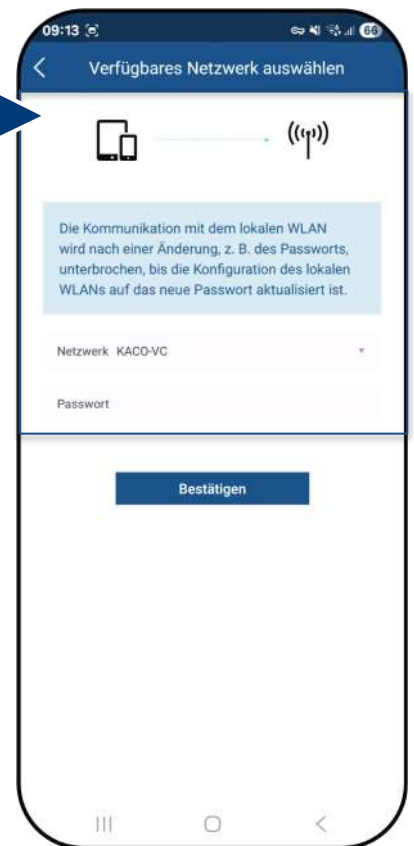 09:13
66
Verfügbares Netzwerk auswählen
Die Kommunikation mit dem lokalen WLAN
wird nach einer Änderung, z. B. des Passworts,
unterbrochen, bis die Konfiguration des lokalen
WLANs auf das neue Passwort aktualisiert ist.
Netzwerk KACO-VC
Passwort
Bestätigen